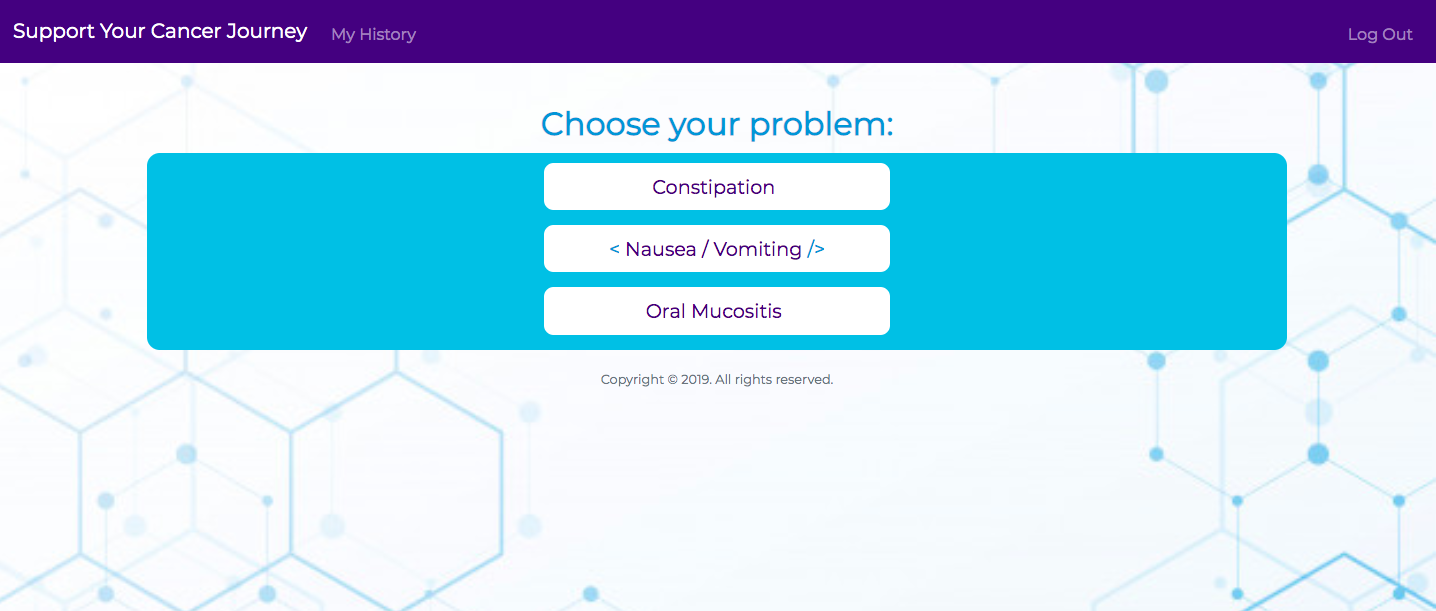 Support Your Cancer Journey My History Log Out
Choose your problem:
Constipation
< Nausea / Vomiting />
Oral Mucositis
Copyright © 2019. All rights reserved.